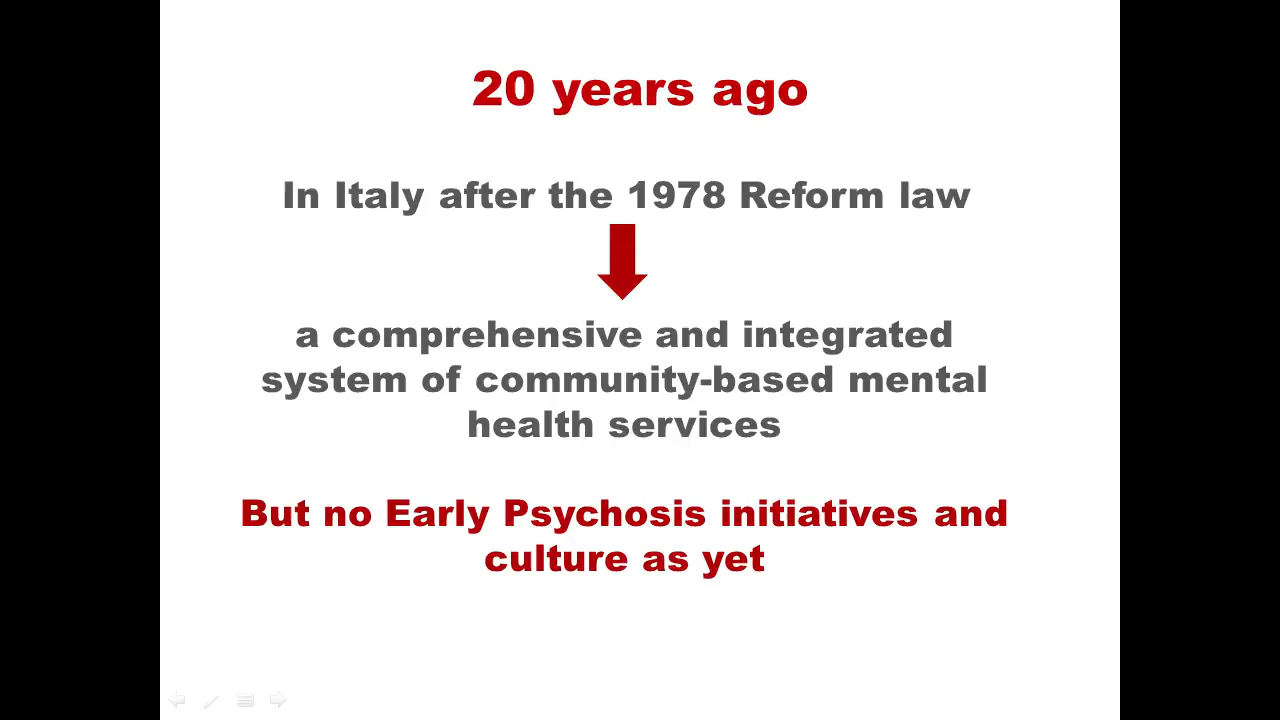 20 years ago
In Italy after the 1978 Reform law
a comprehensive and integrated
system of community-based mental
health services
But no Early Psychosis initiatives and
culture as yet